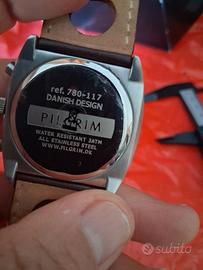 ref. 780-117
DANISH DESIGN
PILGRIM
WATER RESISTANT 3ATM
ALL STAINLESS STEEL
WWW.PILGRIM.DK
subito